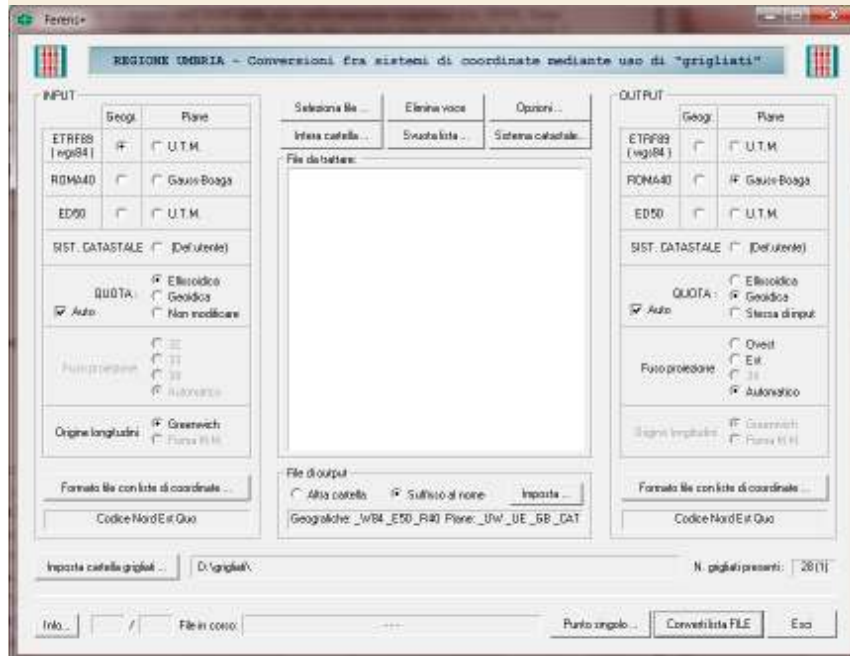 Ferens+
REGIONE UMBRIA - Conversioni fra sistemi di coordinate mediante uso di "grigliati"
INPUT
Geogr. Piane
ETRF89 (wgs84) U.T.M.
ROMA40 Gauss-Boaga
ED50 U.T.M.
SIST. CATASTALE (Def.utente)
QUOTA: Ellissoidica
Geoidica
Non modificare
Auto
Fuso proiezione
32
33
Automatico
Origine longitudini Greenwich
Roma M.M.
Formato file con liste di coordinate ...
Codice Nord Est Quo
Seleziona file ... Elimina voce Opzioni ...
Intera cartella... Svuota lista ... Sistema catastale...
File da trattare:
File di output
Altra cartella Suffisso al nome Imposta ...
Geografiche: _W84 _E50 _R40 Piane: _UW _UE _GB _CAT
OUTPUT
Geogr. Piane
ETRF89 (wgs84) U.T.M.
ROMA40 Gauss-Boaga
ED50 U.T.M.
SIST. CATASTALE (Def.utente)
QUOTA: Ellissoidica
Geoidica
Stessa di input
Auto
Fuso proiezione Ovest
Est
Automatico
Origine longitudini Greenwich
Roma M.M.
Formato file con liste di coordinate ...
Codice Nord Est Quo
Imposta cartella grigliati ... D:\grigliati\ N. grigliati presenti: 28(1)
Info... / File in corso: --- Punto singolo ... Converti lista FILE Esci